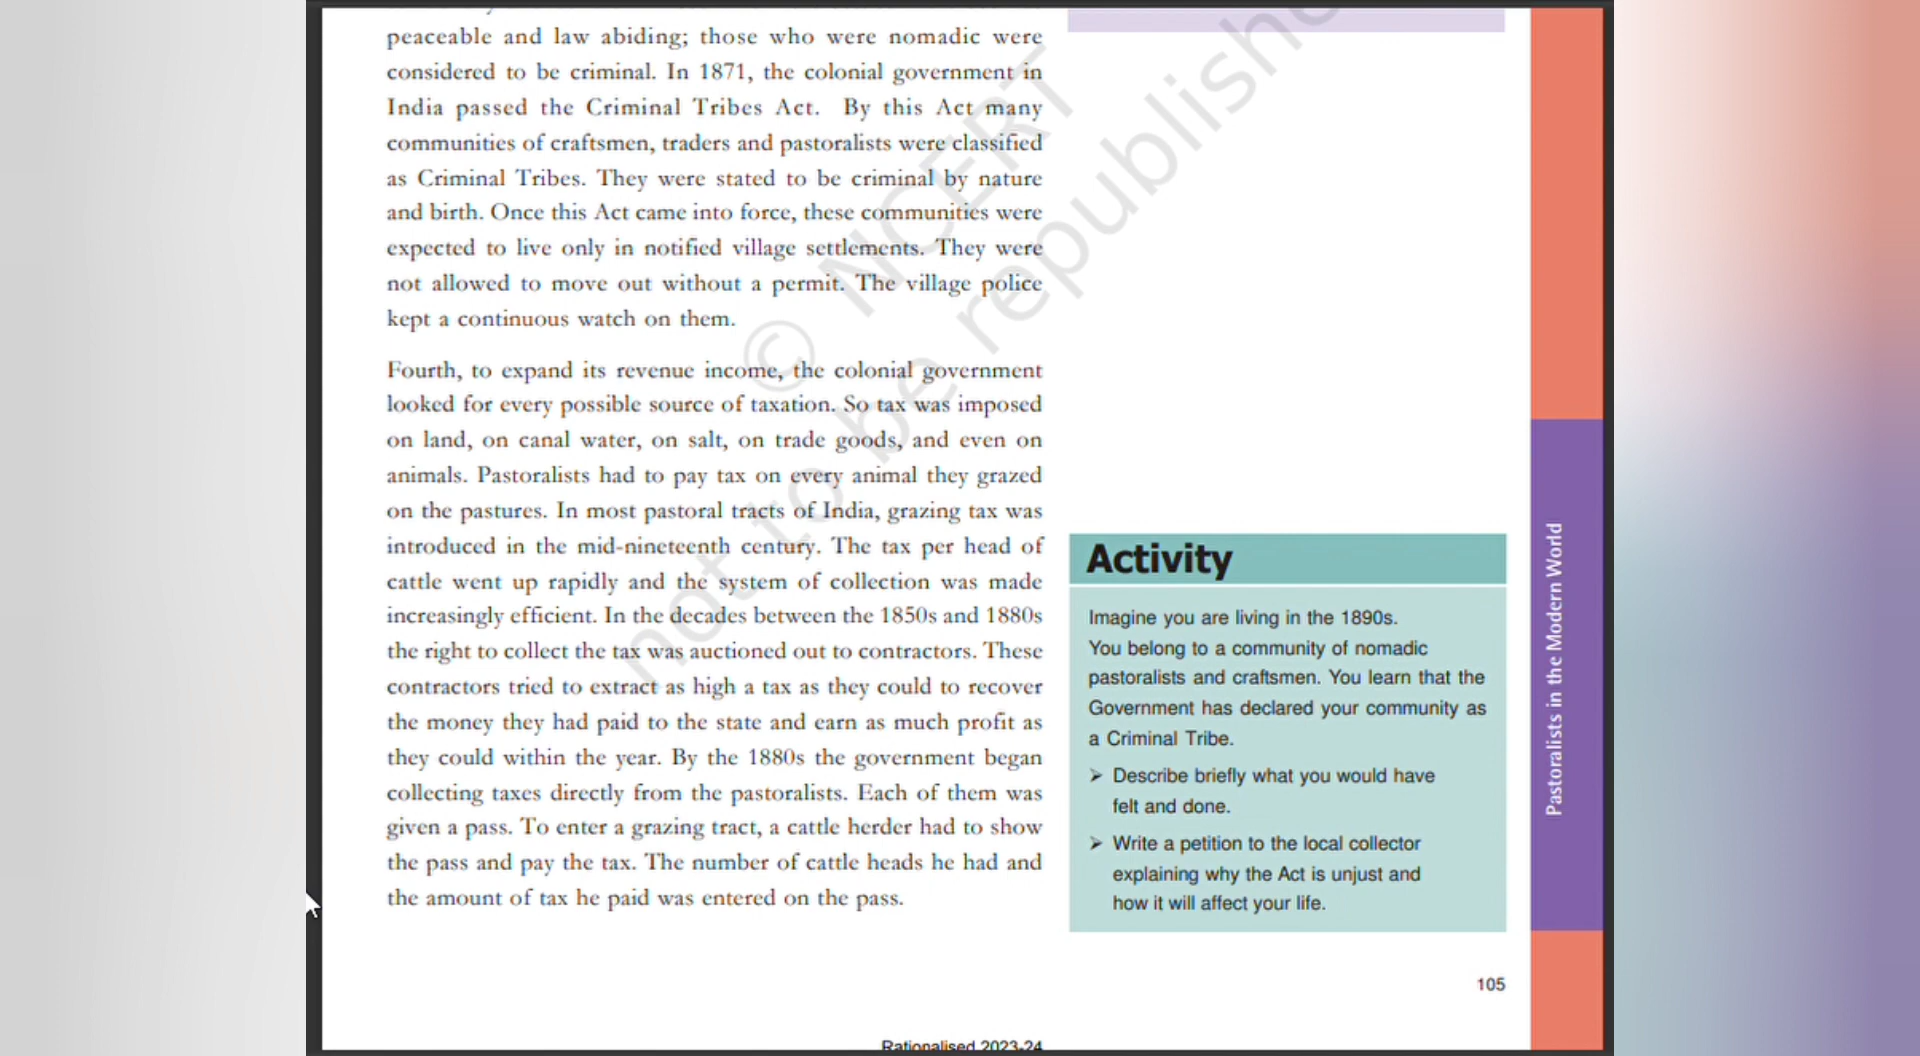 peaceable and law abiding; those who were nomadic were
considered to be criminal. In 1871, the colonial government in
India passed the Criminal Tribes Act. By this Act many
communities of craftsmen, traders and pastoralists were classified
as Criminal Tribes. They were stated to be criminal by nature
and birth. Once this Act came into force, these communities were
expected to live only in notified village settlements. They were
not allowed to move out without a permit. The village police
kept a continuous watch on them.
Fourth, to expand its revenue income, the colonial government
looked for every possible source of taxation. So tax was imposed
on land, on canal water, on salt, on trade goods, and even on
animals. Pastoralists had to pay tax on every animal they grazed
on the pastures. In most pastoral tracts of India, grazing tax was
introduced in the mid-nineteenth century. The tax per head of
cattle went up rapidly and the system of collection was made
increasingly efficient. In the decades between the 1850s and 1880s
the right to collect the tax was auctioned out to contractors. These
contractors tried to extract as high a tax as they could to recover
the money they had paid to the state and earn as much profit as
they could within the year. By the 1880s the government began
collecting taxes directly from the pastoralists. Each of them was
given a pass. To enter a grazing tract, a cattle herder had to show
the pass and pay the tax. The number of cattle heads he had and
the amount of tax he paid was entered on the pass.
Activity
Imagine you are living in the 1890s.
You belong to a community of nomadic
pastoralists and craftsmen. You learn that the
Government has declared your community as
a Criminal Tribe.
➢ Describe briefly what you would have
felt and done.
➢ Write a petition to the local collector
explaining why the Act is unjust and
how it will affect your life.
Pastoralists in the Modern World
105
Rationalised 2023-24
© NCERT
not to be republishe